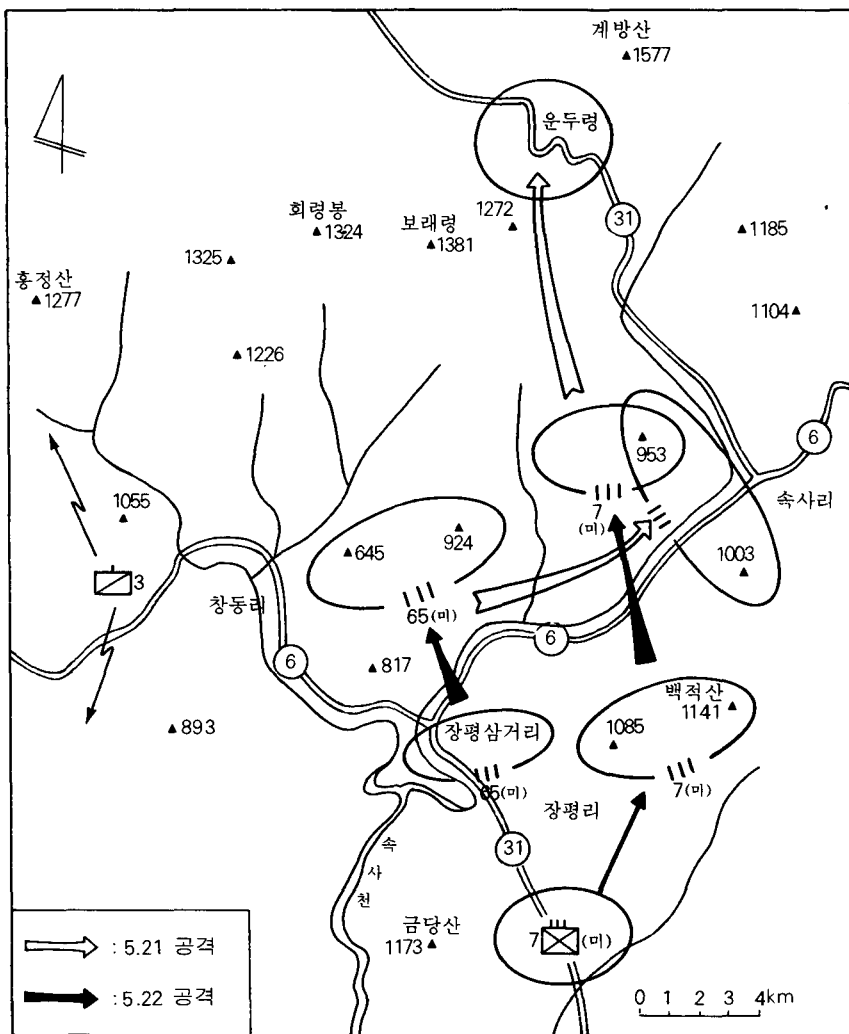 계방산
▲1577
운두령
1272
31
회령봉
▲1324
보래령
▲1381
▲1185
1325▲
홍정산
▲1277
1104▲
▲1226
6
953
7
(미)
속사리
1055
924
645
1003
3
창동리
65(미)
6
6
▲817
백적산
1141▲
▲893
장평삼거리
1085
65(미)
7(미)
장평리
31
속
사
천
금당산
1173▲
7 (미)
: 5.21 공격
: 5.22 공격
0 1 2 3 4km